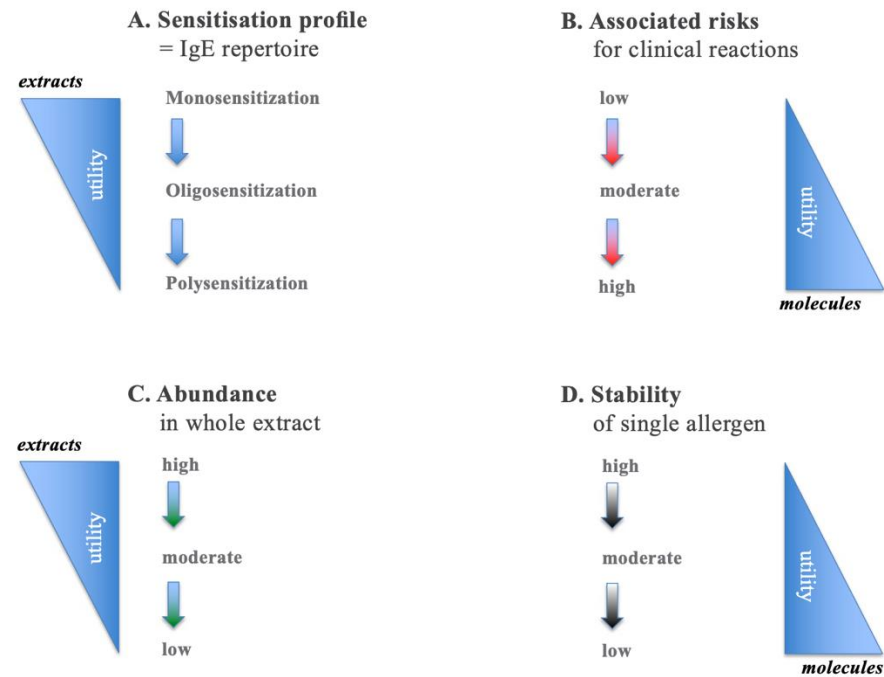 A. Sensitisation profile
= IgE repertoire
extracts
utility
Monosensitization
Oligosensitization
Polysensitization
B. Associated risks
for clinical reactions
low
moderate
high
utility
molecules
C. Abundance
in whole extract
extracts
utility
high
moderate
low
D. Stability
of single allergen
high
moderate
low
utility
molecules